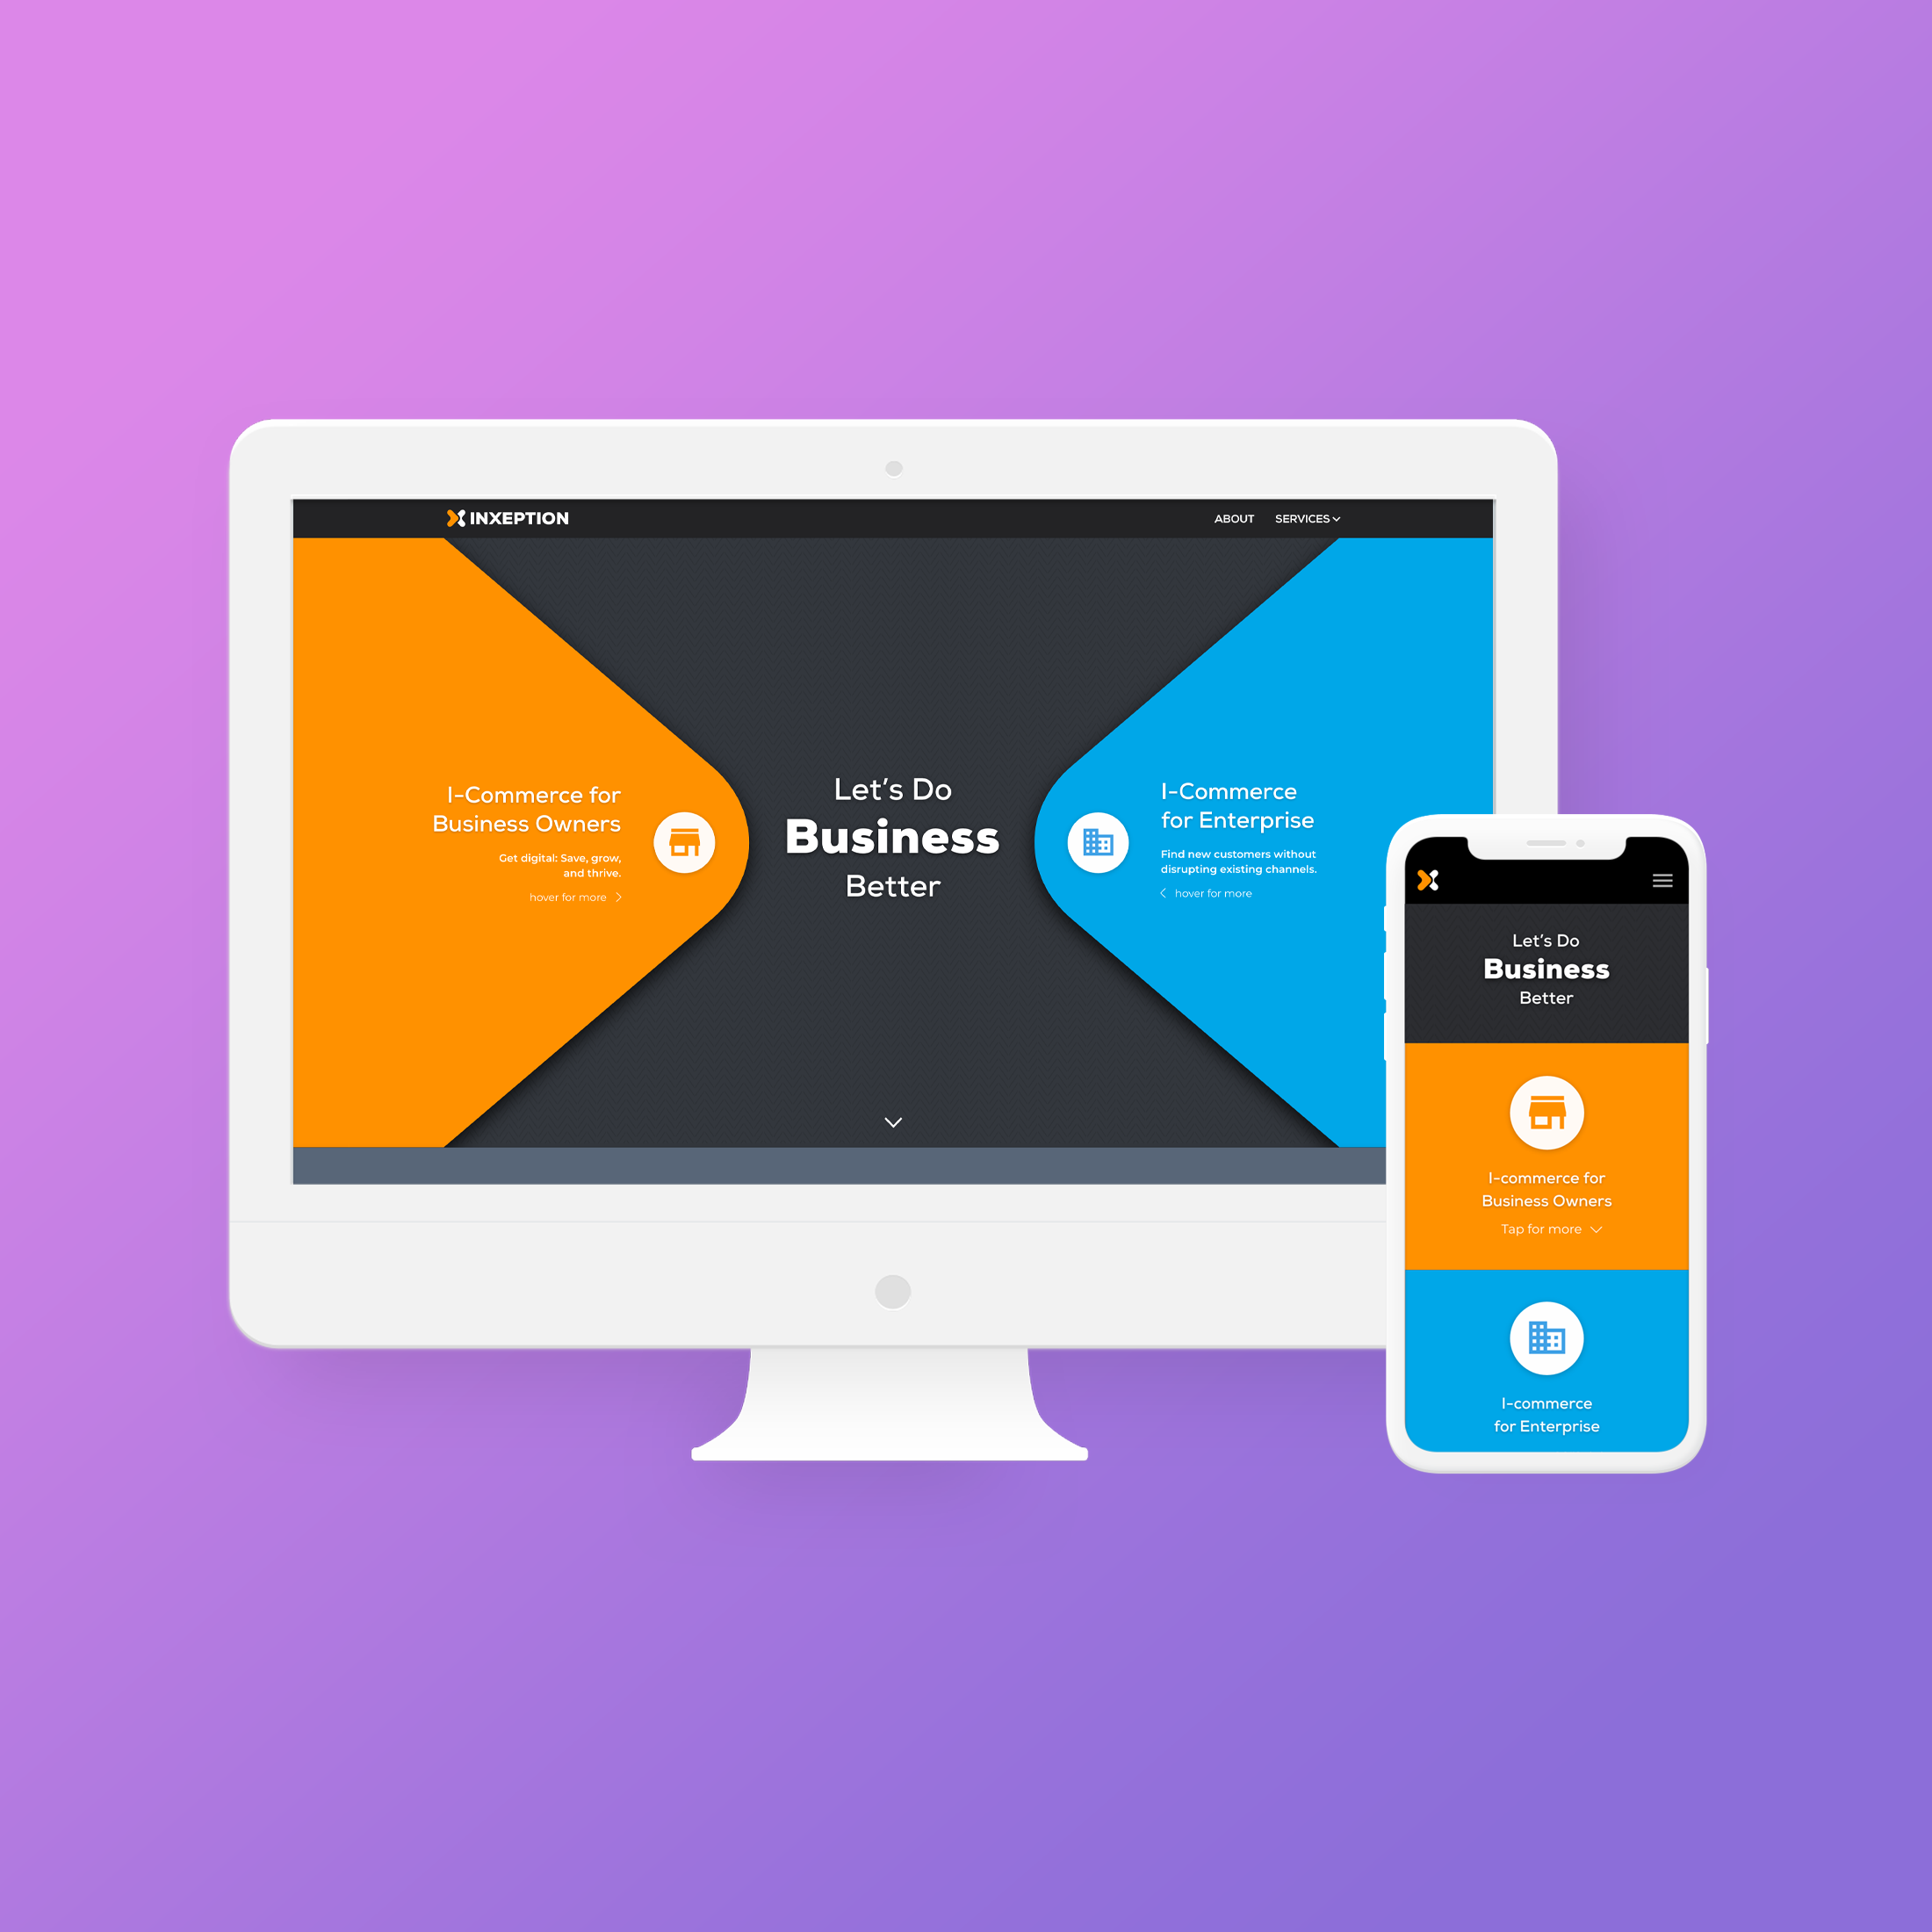 INXEPTION
ABOUT SERVICES
I-Commerce for
Business Owners
Get digital: Save, grow,
and thrive.
hover for more
Let's Do
Business
Better
I-Commerce
for Enterprise
Find new customers without
disrupting existing channels.
hover for more
Let's Do
Business
Better
I-commerce for
Business Owners
Tap for more
I-commerce
for Enterprise